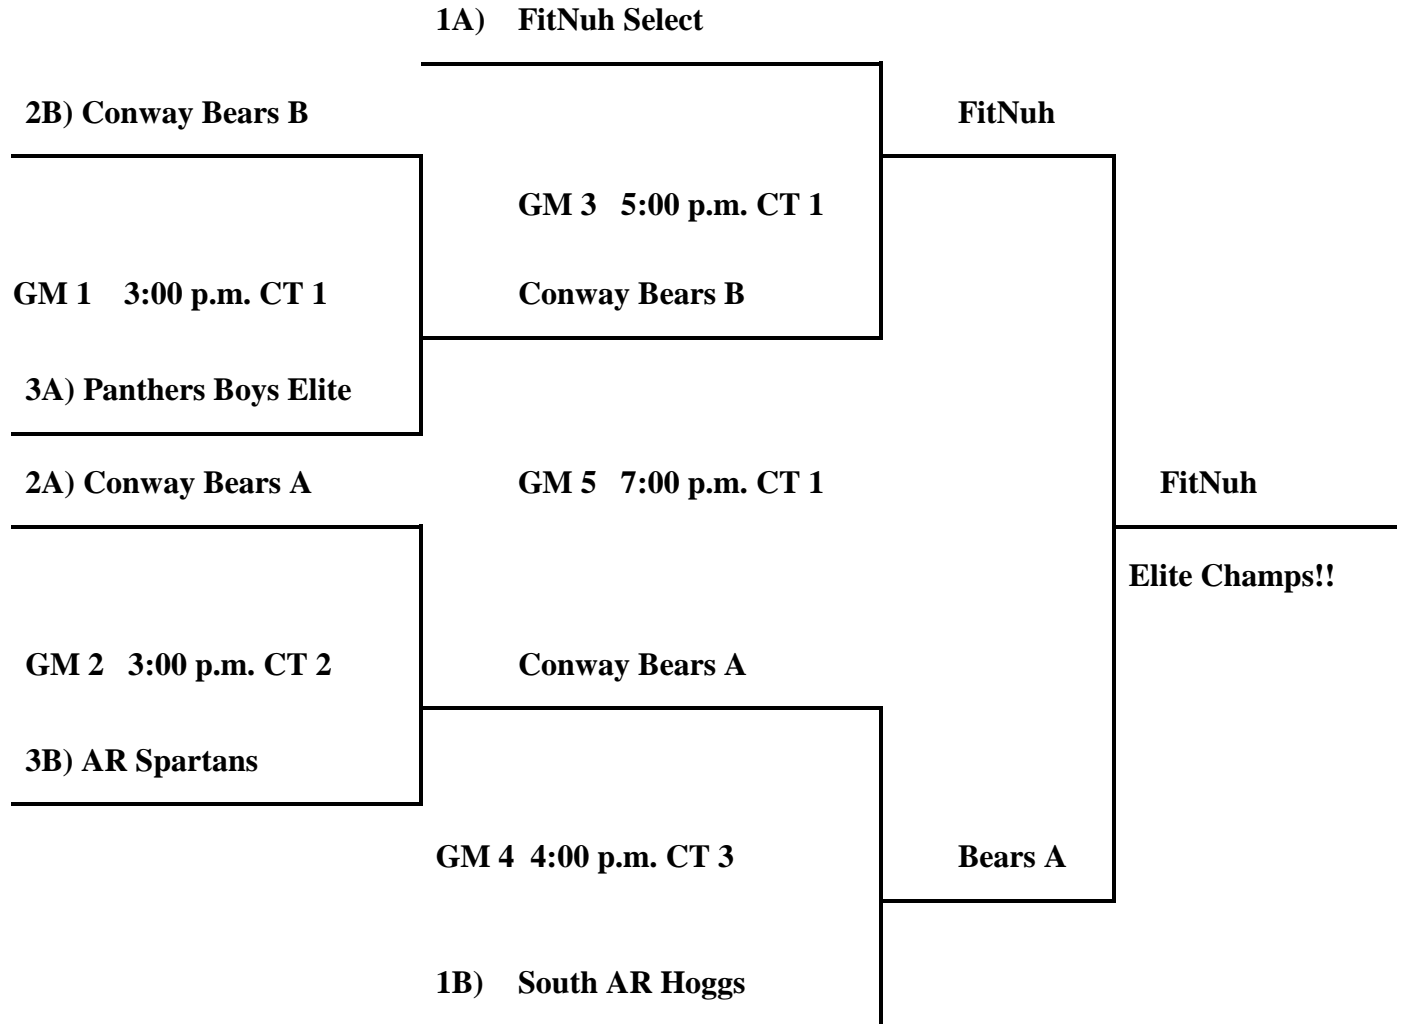 1A) FitNuh Select
2B) Conway Bears B
FitNuh
GM 3 5:00 p.m. CT 1
GM 1 3:00 p.m. CT 1
Conway Bears B
3A) Panthers Boys Elite
2A) Conway Bears A
GM 5 7:00 p.m. CT 1
FitNuh
Elite Champs!!
GM 2 3:00 p.m. CT 2
Conway Bears A
3B) AR Spartans
GM 4 4:00 p.m. CT 3
Bears A
1B) South AR Hoggs